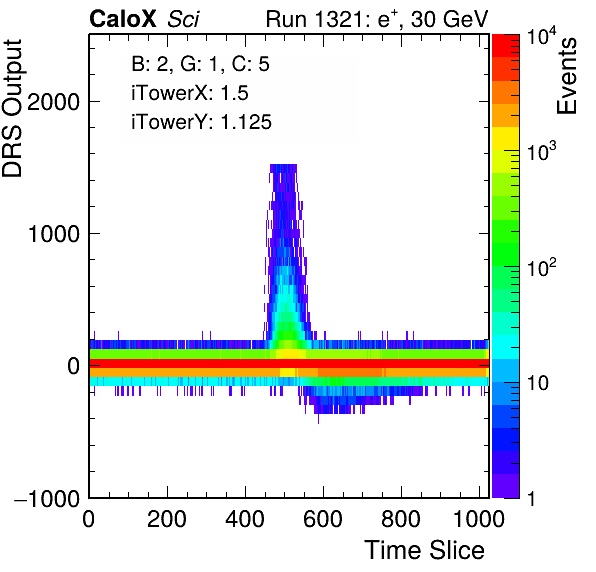 CaloX Sci
Run 1321: e⁺, 30 GeV
B: 2, G: 1, C: 5
iTowerX: 1.5
iTowerY: 1.125
DRS Output
2000
1000
0
−1000
0 200 400 600 800 1000
Time Slice
10⁴
10³
10²
10
1
Events